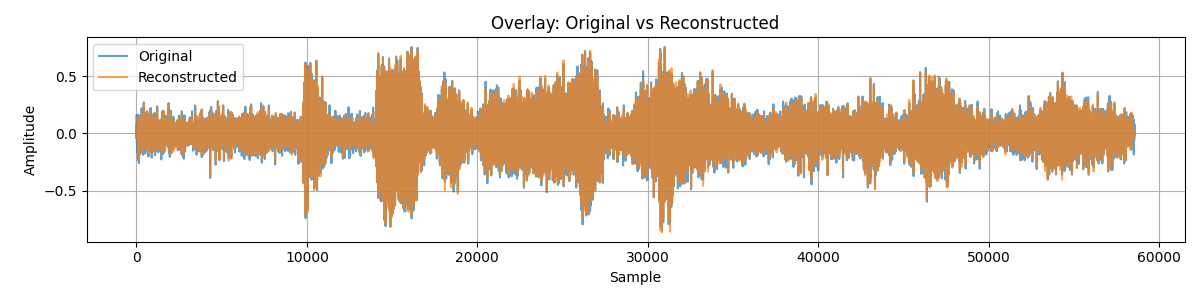 Overlay: Original vs Reconstructed
Original
Reconstructed
Amplitude
0.5
0.0
−0.5
0 10000 20000 30000 40000 50000 60000
Sample